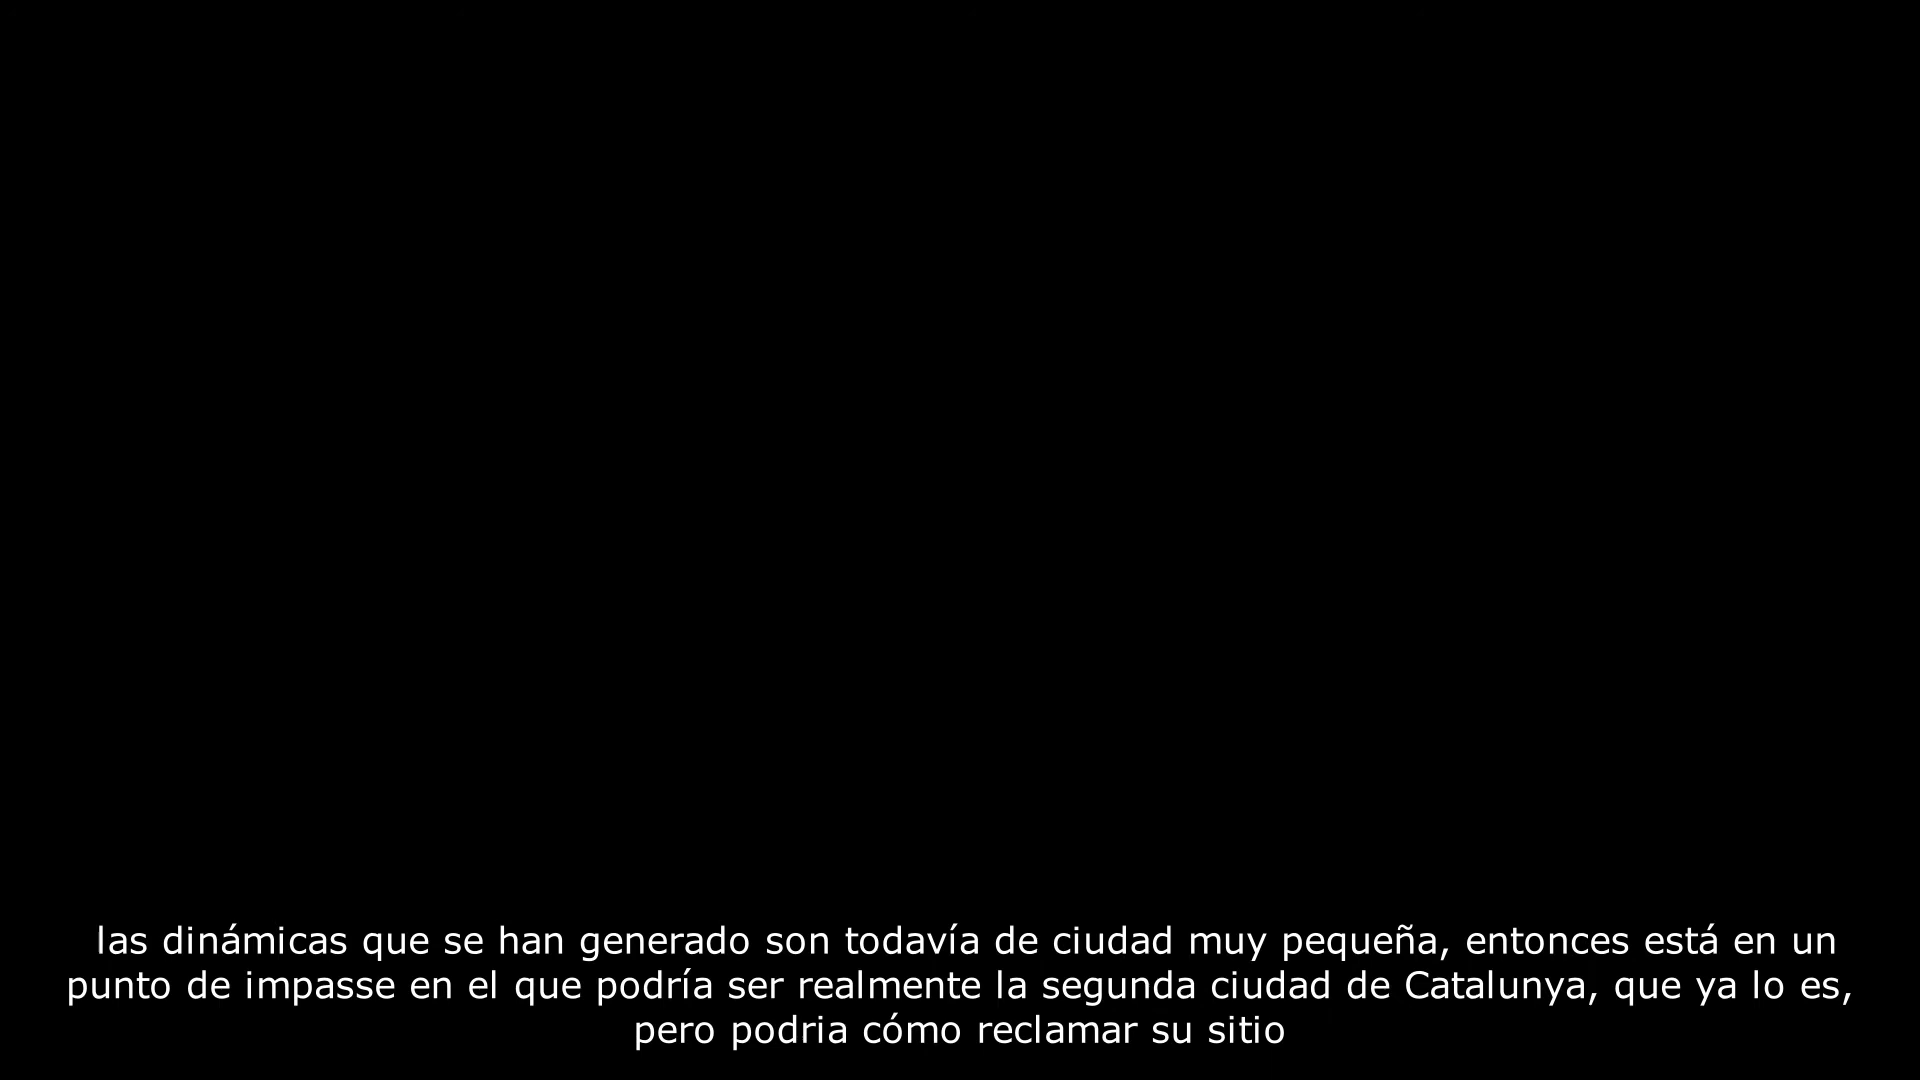 las dinámicas que se han generado son todavía de ciudad muy pequeña, entonces está en un
punto de impasse en el que podría ser realmente la segunda ciudad de Catalunya, que ya lo es,
pero podria cómo reclamar su sitio